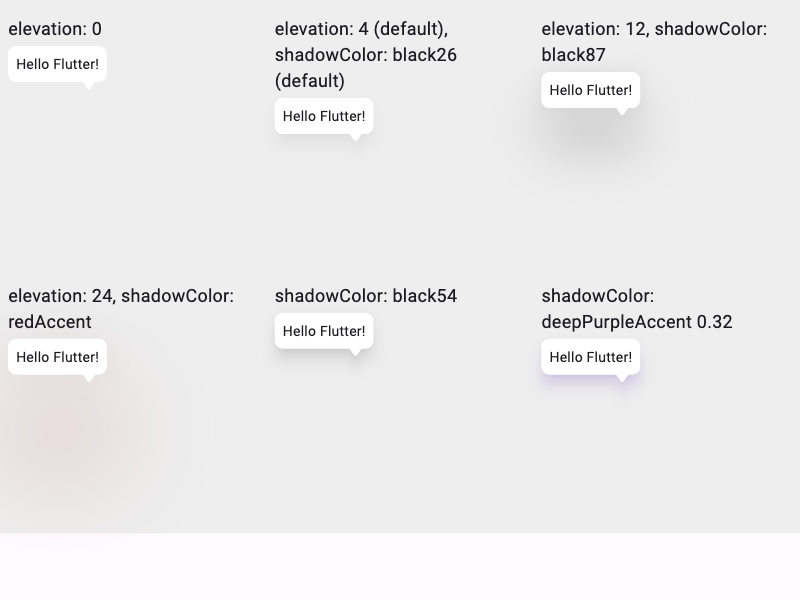 elevation: 0
Hello Flutter!
elevation: 4 (default),
shadowColor: black26
(default)
Hello Flutter!
elevation: 12, shadowColor:
black87
Hello Flutter!
elevation: 24, shadowColor:
redAccent
Hello Flutter!
shadowColor: black54
Hello Flutter!
shadowColor:
deepPurpleAccent 0.32
Hello Flutter!